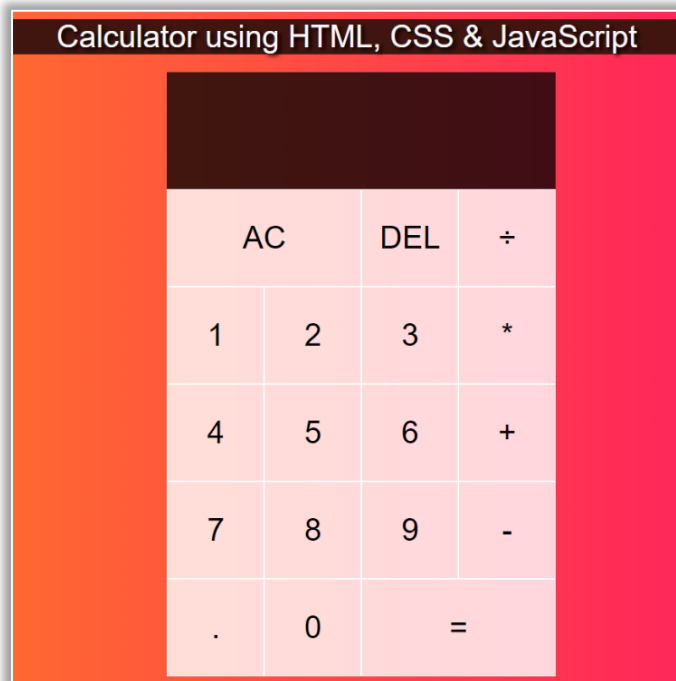 Calculator using HTML, CSS & JavaScript
AC DEL ÷
1 2 3 *
4 5 6 +
7 8 9 -
. 0 =